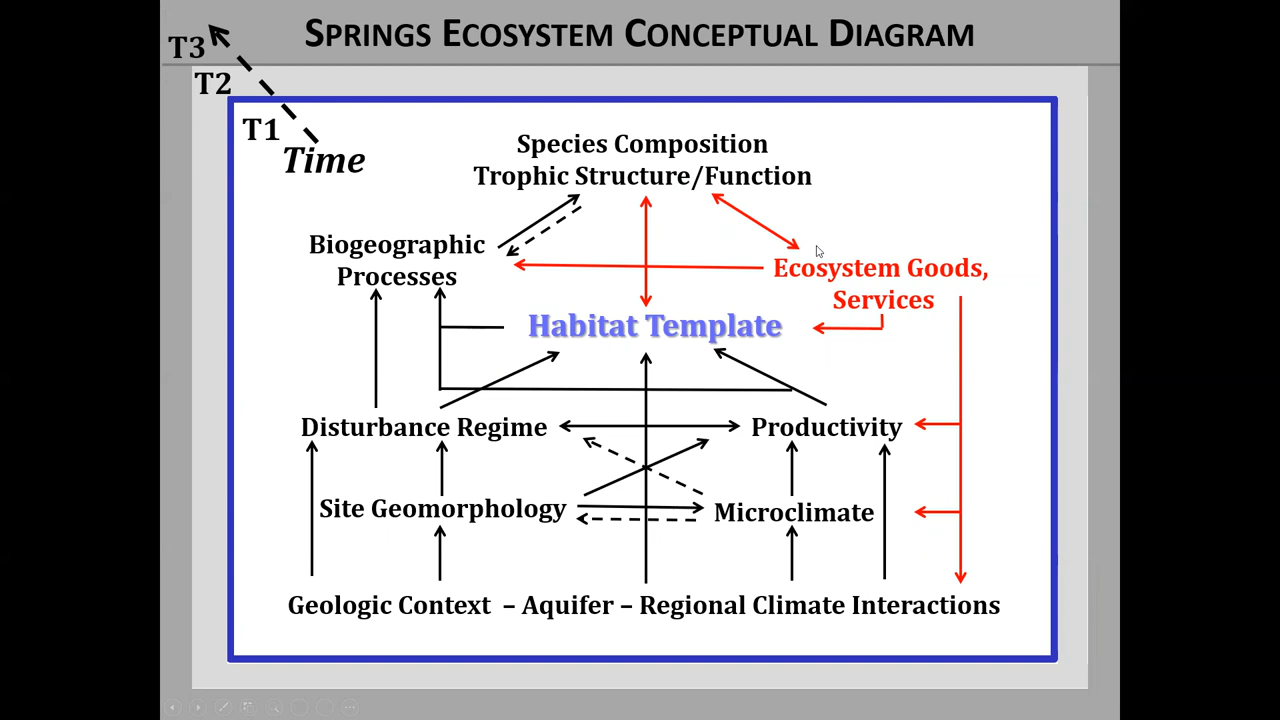 SPRINGS ECOSYSTEM CONCEPTUAL DIAGRAM
T3
T2
T1
Time
Species Composition
Trophic Structure/Function
Biogeographic
Processes
Ecosystem Goods,
Services
Habitat Template
Disturbance Regime
Productivity
Site Geomorphology
Microclimate
Geologic Context – Aquifer – Regional Climate Interactions